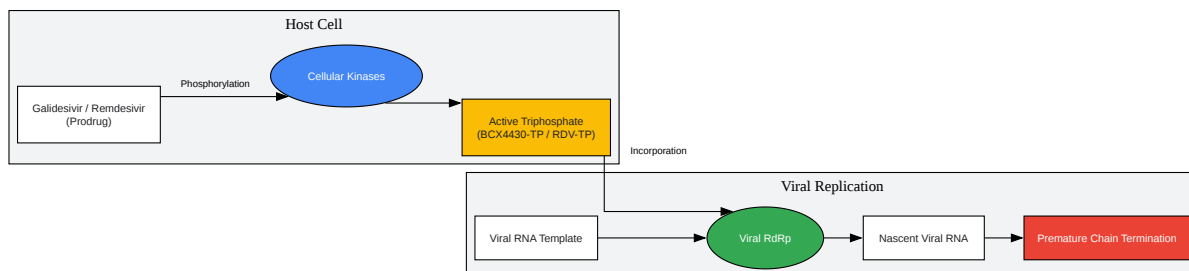 Host Cell
Phosphorylation
Cellular Kinases
Galidesivir / Remdesivir
(Prodrug)
Active Triphosphate
(BCX4430-TP / RDV-TP)
Incorporation
Viral Replication
Viral RNA Template
Viral RdRp
Nascent Viral RNA
Premature Chain Termination